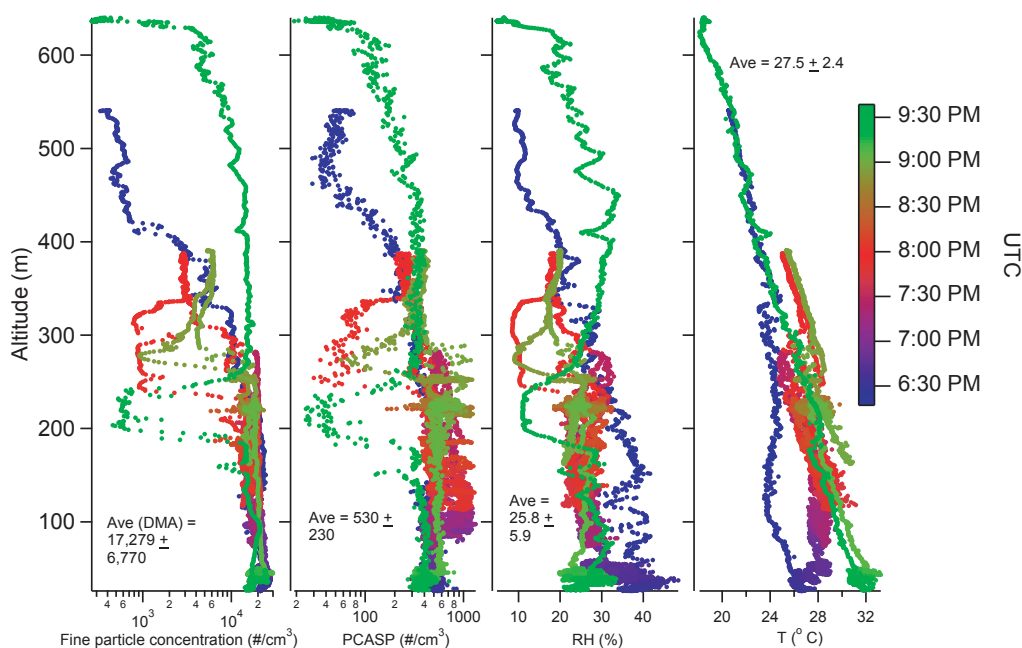 600
500
400
300
200
100
Altitude (m)
Ave (DMA) =
17,279 ±
6,770
Ave = 530 ±
230
Ave =
25.8 ±
5.9
Ave = 27.5 ± 2.4
9:30 PM
9:00 PM
8:30 PM
8:00 PM
7:30 PM
7:00 PM
6:30 PM
UTC
4 6 10³ 2 4 6 10⁴ 2
4 6 100 2 4 6 1000
10 20 30 40
20 24 28 32
Fine particle concentration (#/cm³)
PCASP (#/cm³)
RH (%)
T (° C)